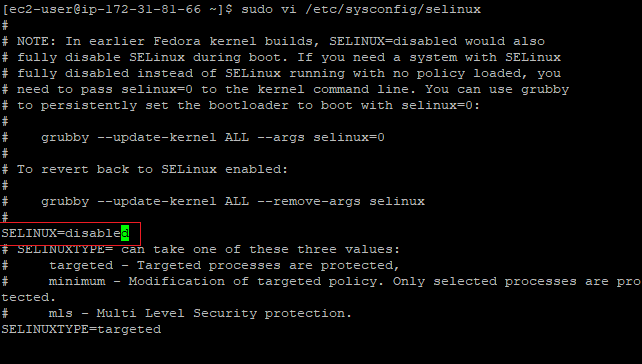 [ec2-user@ip-172-31-81-66 ~]$ sudo vi /etc/sysconfig/selinux
#
# NOTE: In earlier Fedora kernel builds, SELINUX=disabled would also
# fully disable SELinux during boot. If you need a system with SELinux
# fully disabled instead of SELinux running with no policy loaded, you
# need to pass selinux=0 to the kernel command line. You can use grubby
# to persistently set the bootloader to boot with selinux=0:
#
#    grubby --update-kernel ALL --args selinux=0
#
# To revert back to SELinux enabled:
#
#    grubby --update-kernel ALL --remove-args selinux
#
SELINUX=disabled
# SELINUXTYPE= can take one of these three values:
#     targeted - Targeted processes are protected,
#     minimum - Modification of targeted policy. Only selected processes are pro
tected.
#     mls - Multi Level Security protection.
SELINUXTYPE=targeted